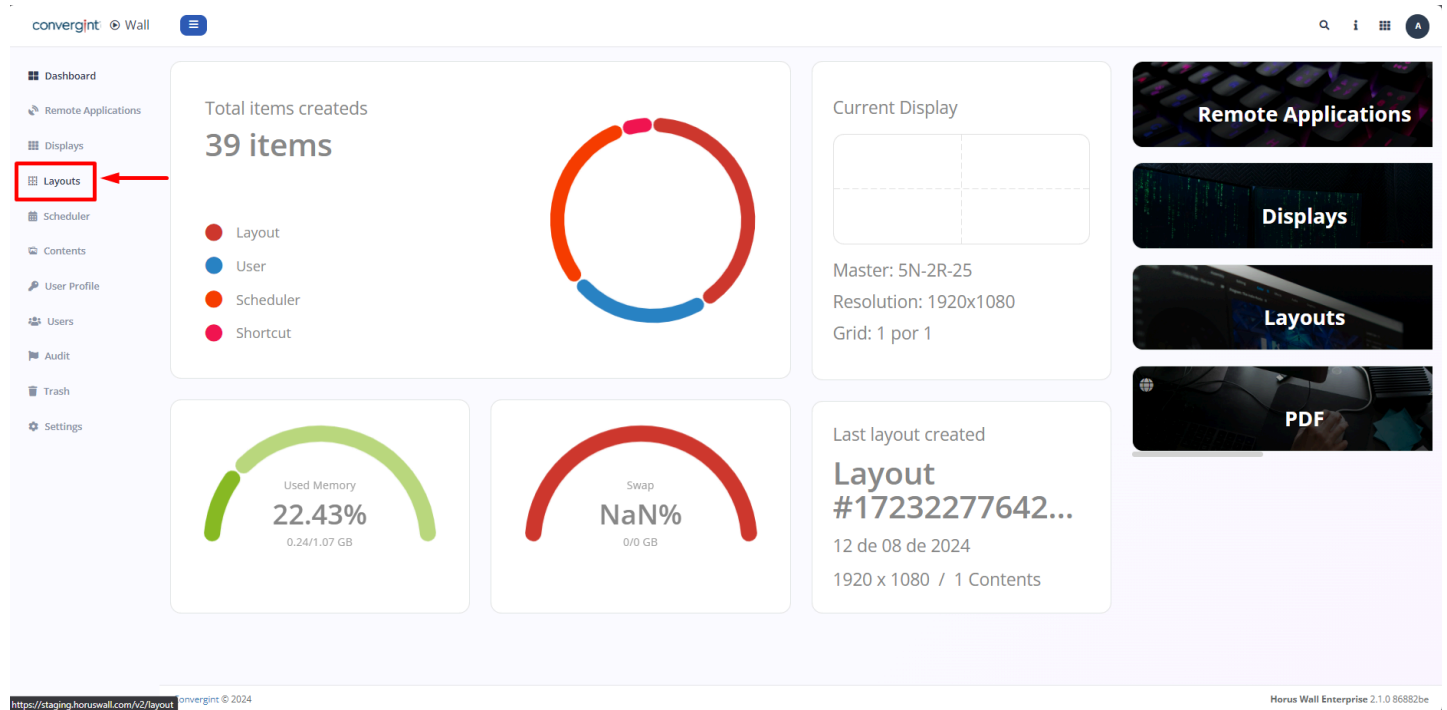 convergint Wall
A
Dashboard
Remote Applications
Displays
Layouts
Scheduler
Contents
User Profile
Users
Audit
Trash
Settings
Total items createds
39 items
Layout
User
Scheduler
Shortcut
Current Display
Master: 5N-2R-25
Resolution: 1920x1080
Grid: 1 por 1
Remote Applications
Displays
Layouts
PDF
Used Memory
22.43%
0.24/1.07 GB
Swap
NaN%
0/0 GB
Last layout created
Layout
#17232277642...
12 de 08 de 2024
1920 x 1080 / 1 Contents
https://staging.horuswall.com/v2/layout
onvergint © 2024
Horus Wall Enterprise 2.1.0 86882be